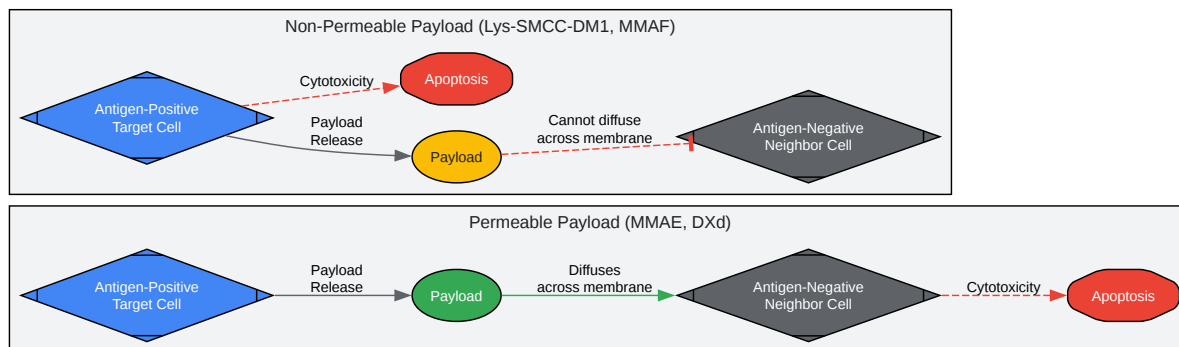 Non-Permeable Payload (Lys-SMCC-DM1, MMAF)
Antigen-Positive
Target Cell
Cytotoxicity
Apoptosis
Payload
Release
Payload
Cannot diffuse
across membrane
Antigen-Negative
Neighbor Cell
Permeable Payload (MMAE, DXd)
Antigen-Positive
Target Cell
Payload
Release
Payload
Diffuses
across membrane
Antigen-Negative
Neighbor Cell
Cytotoxicity
Apoptosis